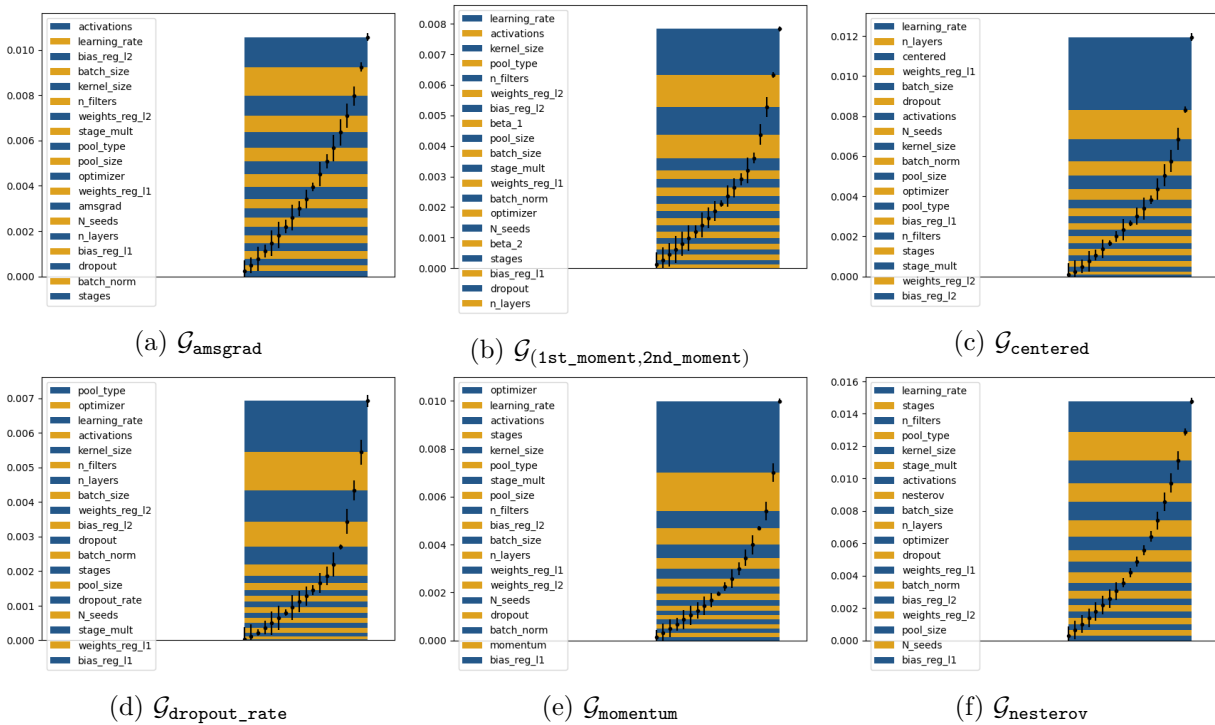 0.010
0.008
0.006
0.004
0.002
0.000
activations
learning_rate
bias_reg_l2
batch_size
kernel_size
n_filters
weights_reg_l2
stage_mult
pool_type
pool_size
optimizer
weights_reg_l1
amsgrad
N_seeds
n_layers
bias_reg_l1
dropout
batch_norm
stages
(a) 𝒢amsgrad
0.008
0.007
0.006
0.005
0.004
0.003
0.002
0.001
0.000
learning_rate
activations
kernel_size
pool_type
n_filters
weights_reg_l2
bias_reg_l2
beta_1
pool_size
batch_size
stage_mult
weights_reg_l1
batch_norm
optimizer
N_seeds
beta_2
stages
bias_reg_l1
dropout
n_layers
(b) 𝒢(1st_moment,2nd_moment)
0.012
0.010
0.008
0.006
0.004
0.002
0.000
learning_rate
n_layers
centered
weights_reg_l1
batch_size
dropout
activations
N_seeds
kernel_size
batch_norm
pool_size
optimizer
pool_type
bias_reg_l1
n_filters
stages
stage_mult
weights_reg_l2
bias_reg_l2
(c) 𝒢centered
0.007
0.006
0.005
0.004
0.003
0.002
0.001
0.000
pool_type
optimizer
learning_rate
activations
kernel_size
n_filters
n_layers
batch_size
weights_reg_l2
bias_reg_l2
dropout
batch_norm
stages
pool_size
dropout_rate
N_seeds
stage_mult
weights_reg_l1
bias_reg_l1
(d) 𝒢dropout_rate
0.010
0.008
0.006
0.004
0.002
0.000
optimizer
learning_rate
activations
stages
kernel_size
pool_type
stage_mult
pool_size
n_filters
bias_reg_l2
batch_size
n_layers
weights_reg_l1
weights_reg_l2
N_seeds
dropout
batch_norm
momentum
bias_reg_l1
(e) 𝒢momentum
0.016
0.014
0.012
0.010
0.008
0.006
0.004
0.002
0.000
learning_rate
stages
n_filters
pool_type
kernel_size
stage_mult
activations
nesterov
batch_size
n_layers
optimizer
dropout
weights_reg_l1
batch_norm
bias_reg_l2
weights_reg_l2
pool_size
N_seeds
bias_reg_l1
(f) 𝒢nesterov